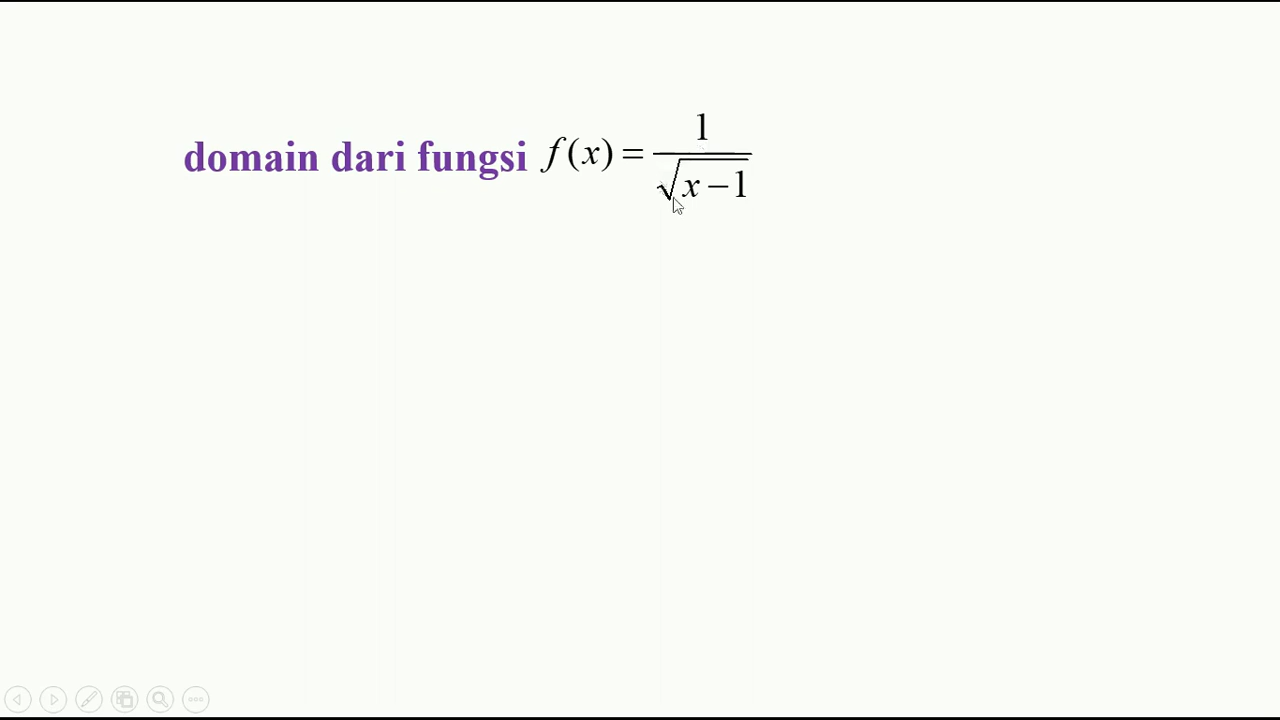 domain dari fungsi f(x) = 1/√(x−1)